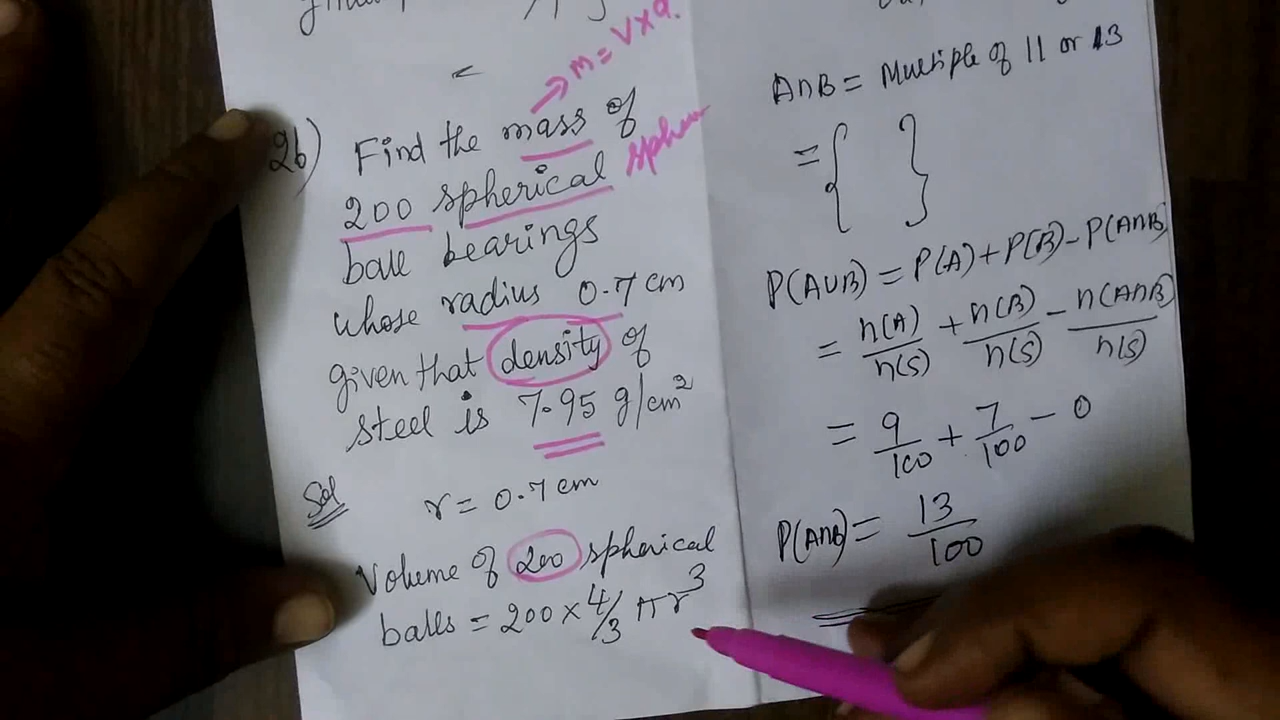 → m = V × d.
26) Find the mass of
200 spherical
ball bearings
whose radius 0.7 cm
given that density of
steel is 7.95 g/cm²
Sol
r = 0.7 cm
Volume of 200 spherical
balls = 200 × 4/3 πr³
A∩B = Multiple of 11 or 13
= { }
P(A∪B) = P(A) + P(B) - P(A∩B)
= n(A)/n(S) + n(B)/n(S) - n(A∩B)/n(S)
= 9/100 + 7/100 - 0
P(A∩B) = 13/100